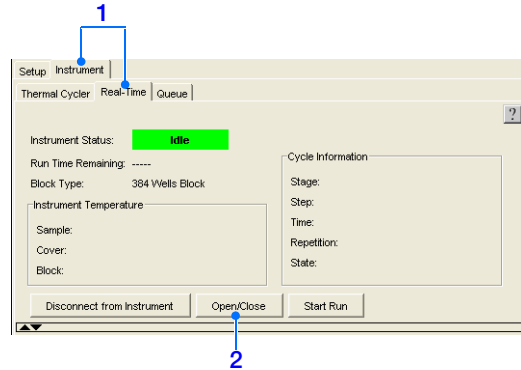 1
Setup Instrument
Thermal Cycler Real-Time Queue
?
Instrument Status: Idle
Run Time Remaining: -----
Block Type: 384 Wells Block
Instrument Temperature
Sample:
Cover:
Block:
Cycle Information
Stage:
Step:
Time:
Repetition:
State:
Disconnect from Instrument Open/Close Start Run
2